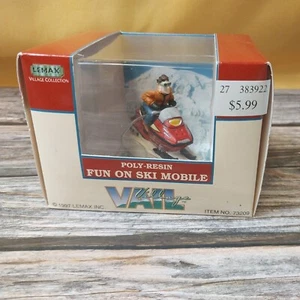 LEMAX
VILLAGE COLLECTION
27 383922
$5.99
POLY-RESIN
FUN ON SKI MOBILE
VAIL
Village
© 1997 LEMAX INC.
ITEM NO. 73209